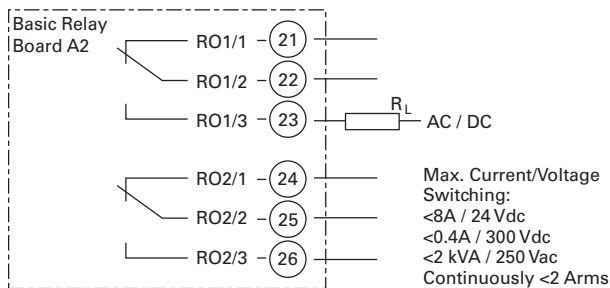 Basic Relay
Board A2
RO1/1 21
RO1/2 22
RO1/3 23
RL
AC / DC
RO2/1 24
RO2/2 25
RO2/3 26
Max. Current/Voltage
Switching:
<8A / 24 Vdc
<0.4A / 300 Vdc
<2 kVA / 250 Vac
Continuously <2 Arms